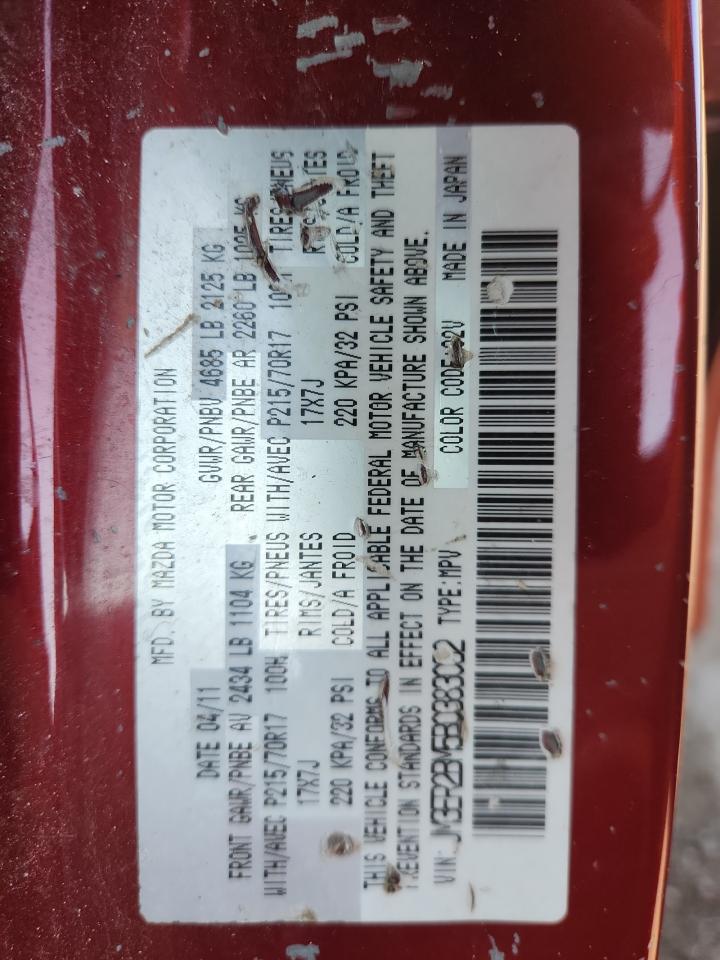 MFD. BY MAZDA MOTOR CORPORATION
DATE 04/11 GVWR/PNBV 4685 LB 2125 KG
FRONT GAWR/PNBE AV 2434 LB 1104 KG REAR GAWR/PNBE AR 2260 LB KG
WITH/AVEC P215/70R17 100H TIRES/PNEUS WITH/AVEC P215/70R17
17X7J RIMS/JANTES 17X7J
220 KPA/32 PSI COLD/A FROID 220 KPA/32 PSI COLD/A FROID
THIS VEHICLE CONFORMS TO ALL APPLICABLE FEDERAL MOTOR VEHICLE SAFETY AND THEFT
PREVENTION STANDARDS IN EFFECT ON THE DATE OF MANUFACTURE SHOWN ABOVE.
VIN: TYPE:MPV COLOR CODE: MADE IN JAPAN